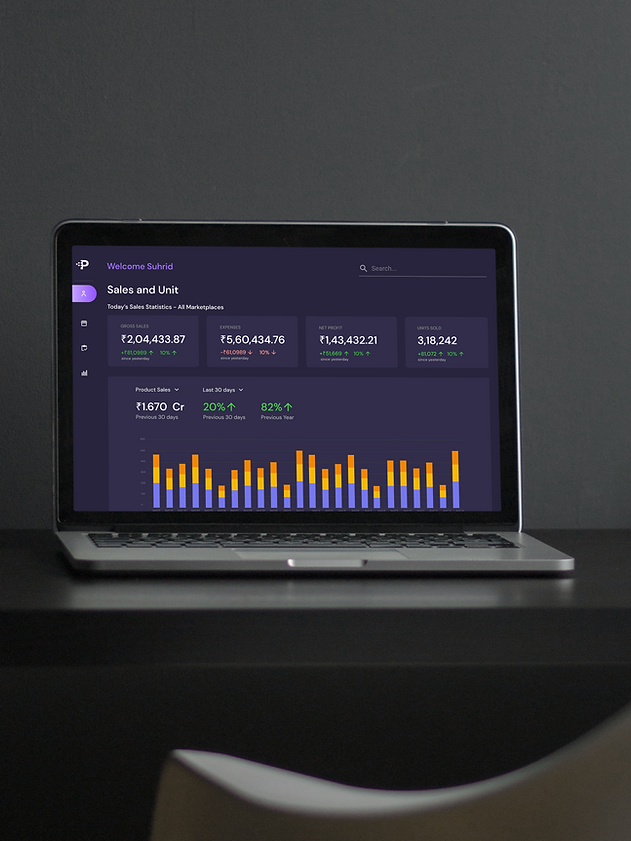 P
Welcome Suhrid
Search...
Sales and Unit
Today's Sales Statistics - All Marketplaces
GROSS SALES
₹2,04,433.87
+₹81,0989 ↑ 10% ↑
since yesterday
EXPENSES
₹5,60,434.76
-₹61,0989 ↓ 10% ↓
since yesterday
NET PROFIT
₹1,43,432.21
+₹51,669 ↑ 10% ↑
since yesterday
UNITS SOLD
3,18,242
+81,072 ↑ 10% ↑
since yesterday
Product Sales
Last 30 days
₹1.670 Cr
20% ↑
82% ↑
Previous 30 days
Previous 30 days
Previous Year